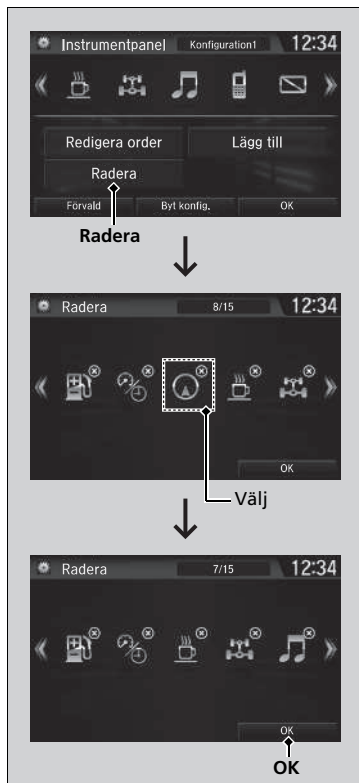 Instrumentpanel Konfiguration1 12:34
Redigera order Lägg till
Radera
Förvald Byt konfig. OK
Radera
Radera 8/15 12:34
OK
Välj
Radera 7/15 12:34
OK
OK